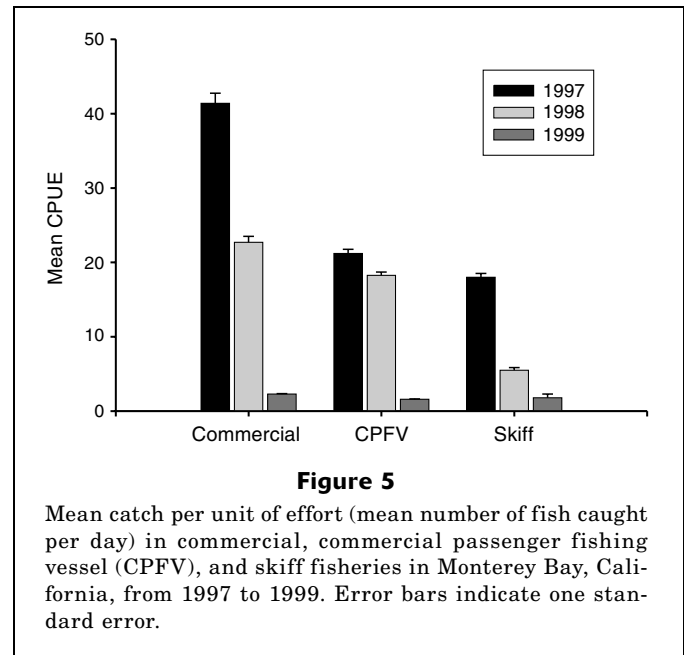 50
40
30
20
10
0
Mean CPUE
1997
1998
1999
Commercial CPFV Skiff
Figure 5
Mean catch per unit of effort (mean number of fish caught
per day) in commercial, commercial passenger fishing
vessel (CPFV), and skiff fisheries in Monterey Bay, Cali-
fornia, from 1997 to 1999. Error bars indicate one stan-
dard error.